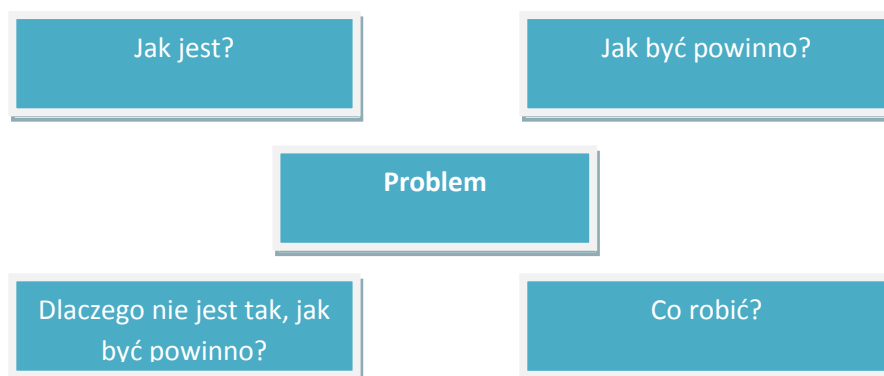 Jak jest?
Jak być powinno?
Problem
Dlaczego nie jest tak, jak
być powinno?
Co robić?